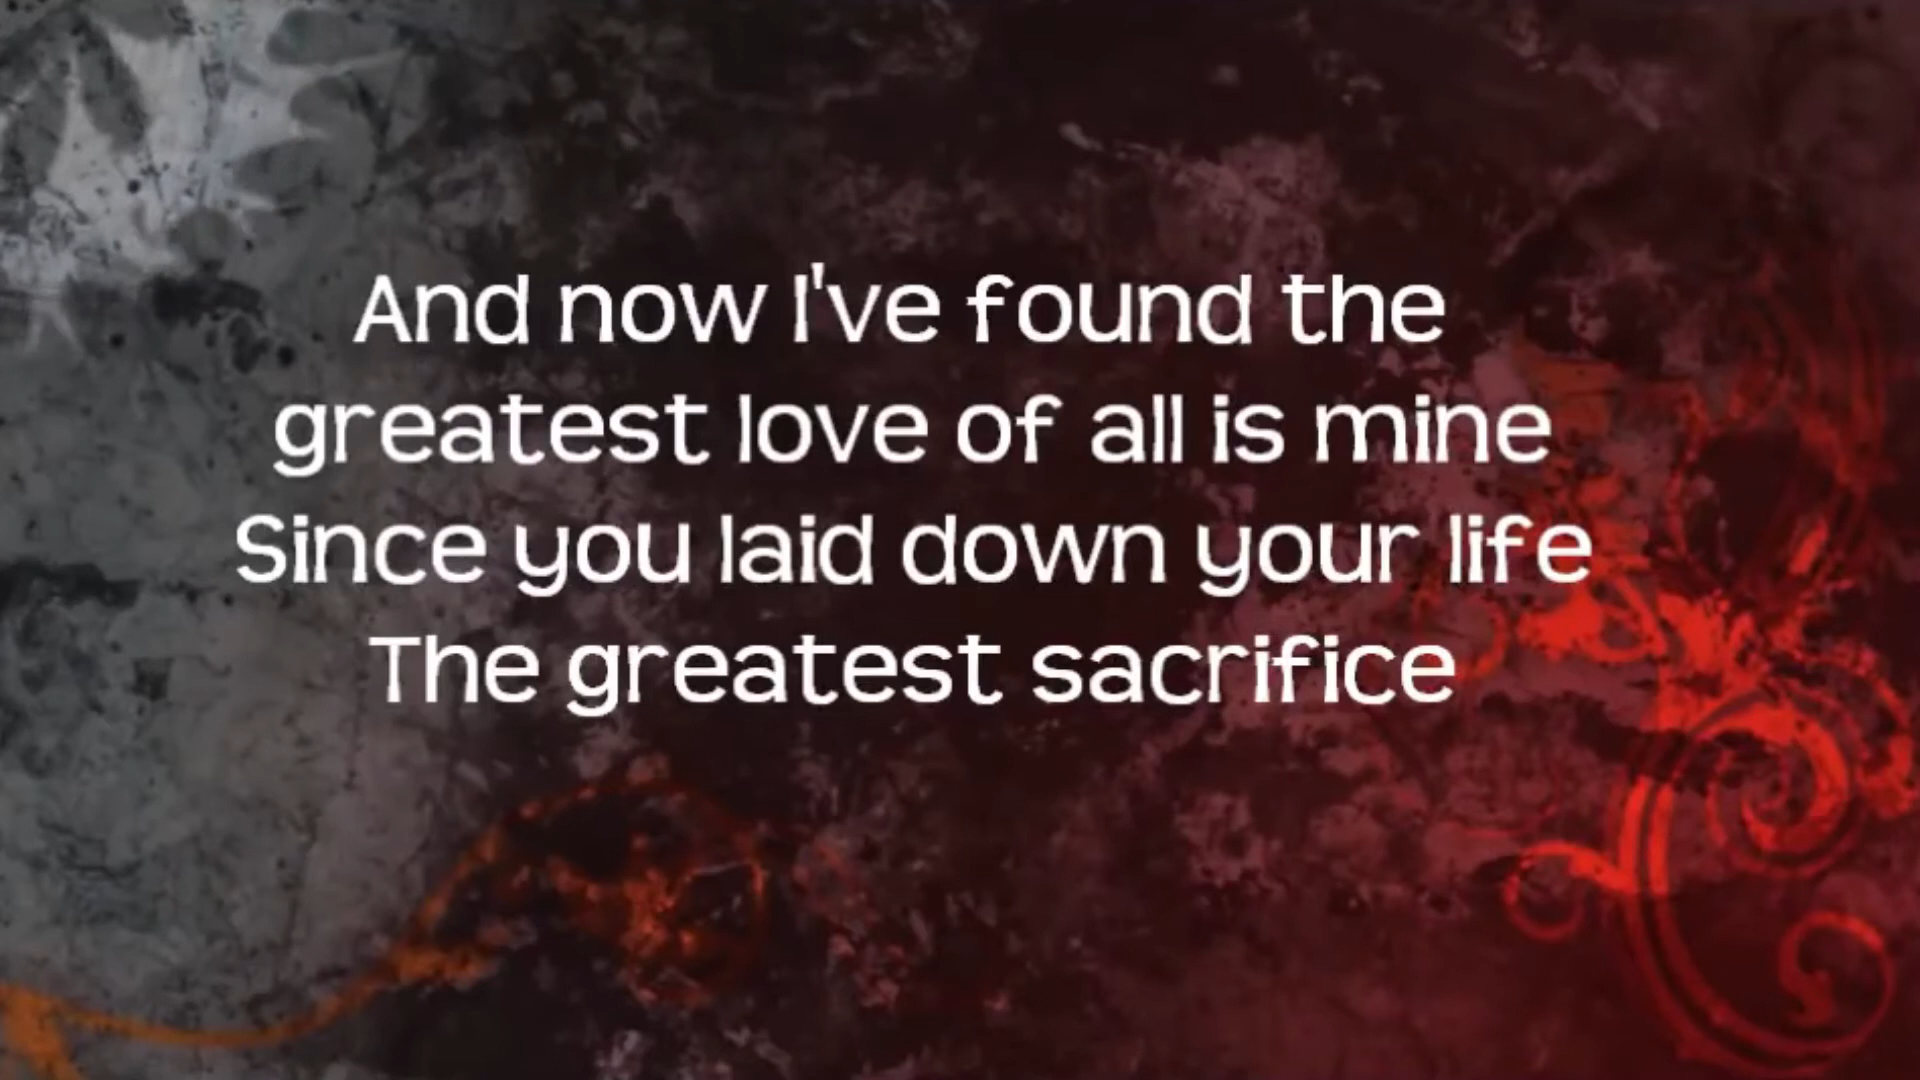 And now I've found the
greatest love of all is mine
Since you laid down your life
The greatest sacrifice